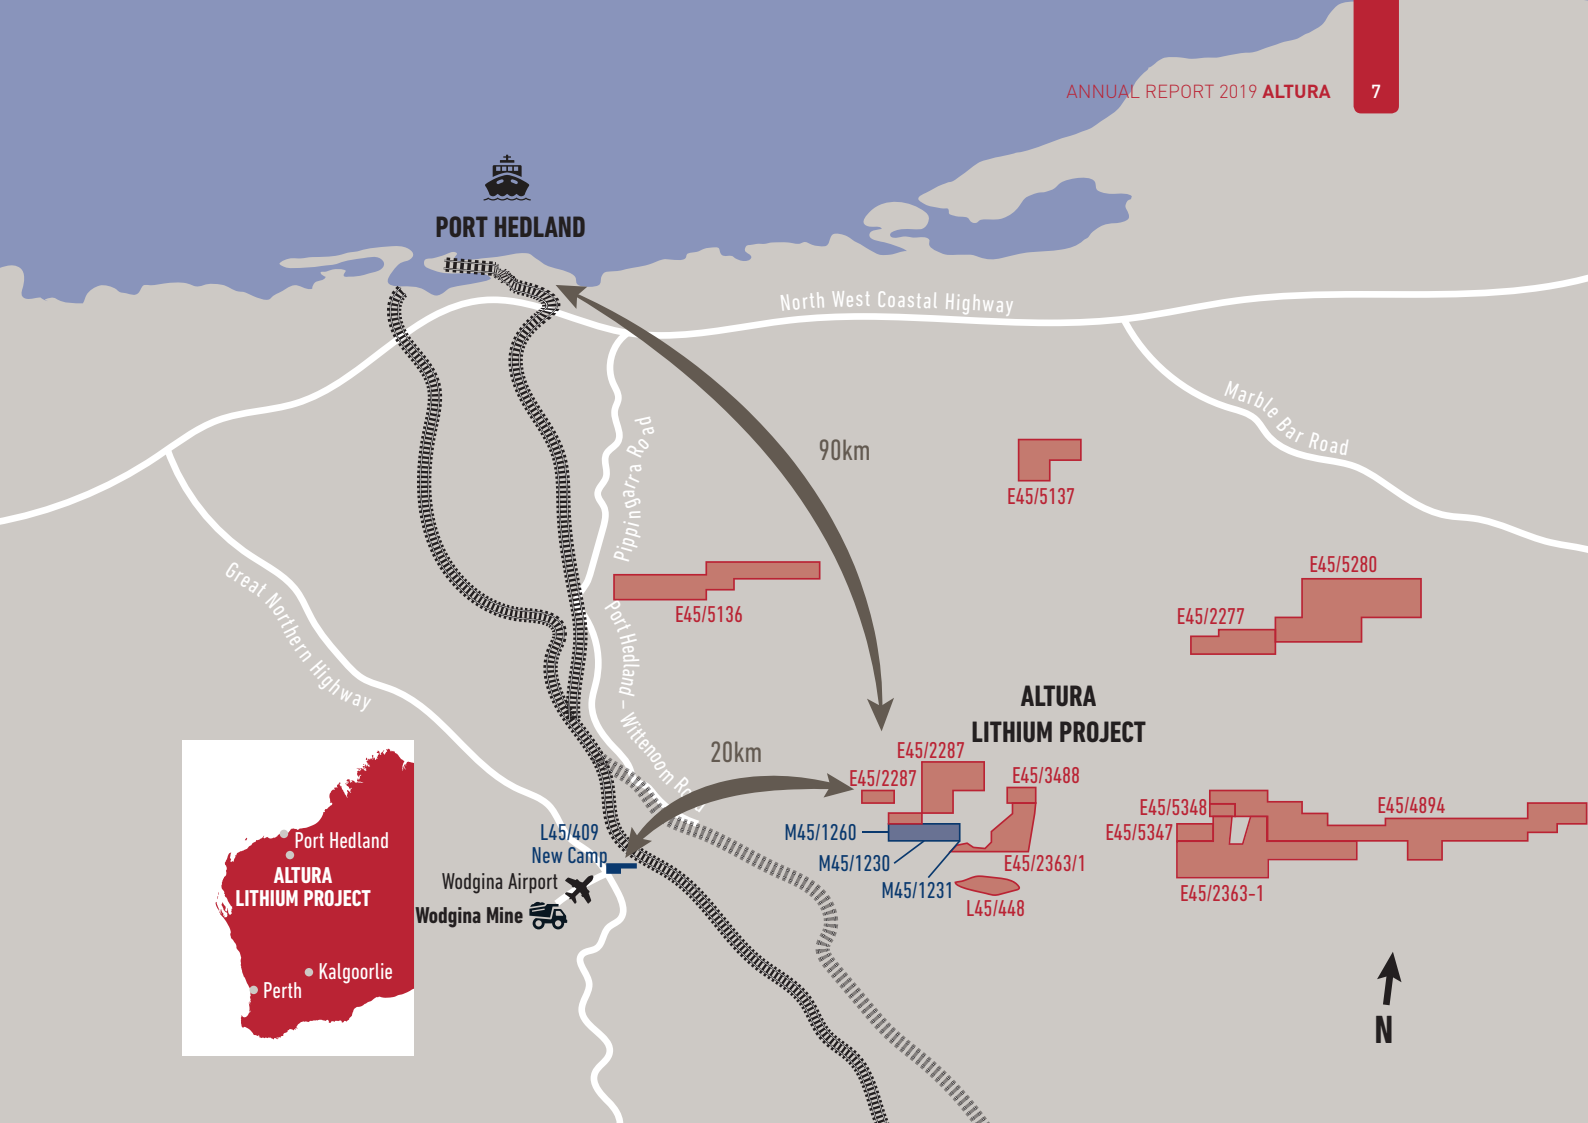 ANNUAL REPORT 2019 ALTURA 7
PORT HEDLAND
North West Coastal Highway
Marble Bar Road
90km
Pippingarra Road
E45/5137
E45/5136
E45/5280
E45/2277
Great Northern Highway
Port Hedland – Wittenoom Road
ALTURA
LITHIUM PROJECT
20km
E45/2287
E45/2287
E45/3488
E45/5348
E45/4894
E45/5347
M45/1260
L45/409
New Camp
M45/1230
E45/2363/1
M45/1231
Wodgina Airport
E45/2363-1
L45/448
Wodgina Mine
Port Hedland
ALTURA
LITHIUM PROJECT
Kalgoorlie
Perth
N